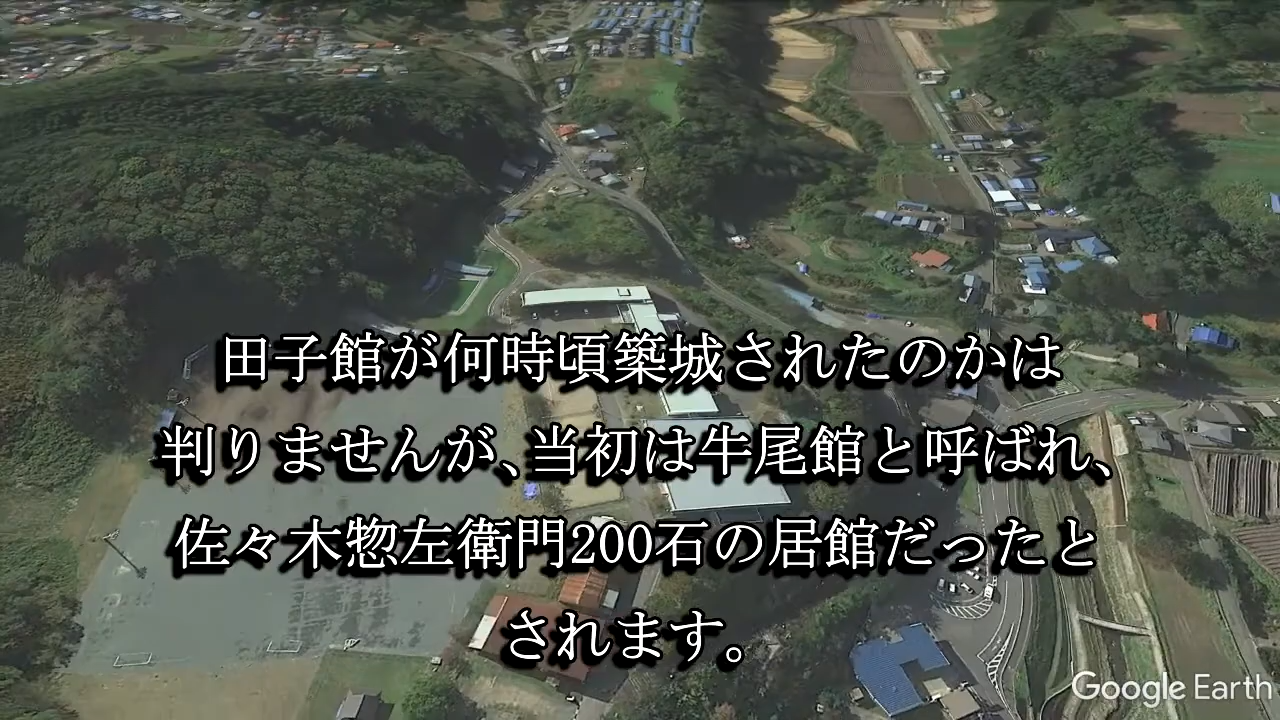 田子館が何時頃築城されたのかは
判りませんが、当初は牛尾館と呼ばれ、
佐々木惣左衛門200石の居館だったと
されます。
Google Earth